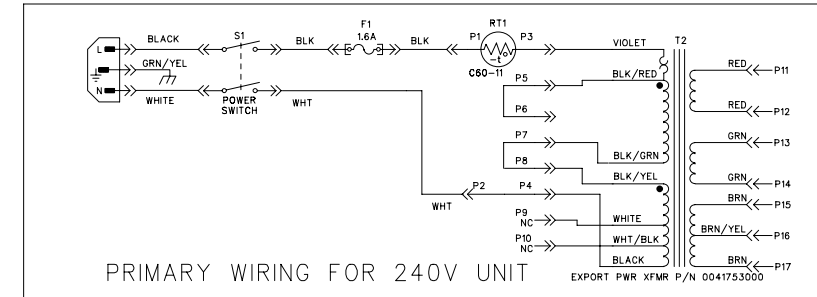 F1
1.6A
RT1
BLACK
S1
BLK
BLK
P1
P3
VIOLET
T2
L
GRN/YEL
-t
C60-11
P5
BLK/RED
RED
P11
N
WHITE
POWER
SWITCH
WHT
P6
RED
P12
P7
GRN
P13
P8
BLK/GRN
BLK/YEL
GRN
P14
WHT
P2
P4
BRN
P15
P9
NC
WHITE
BRN/YEL
P16
P10
NC
WHT/BLK
BLACK
BRN
P17
PRIMARY WIRING FOR 240V UNIT
EXPORT PWR XFMR P/N 0041753000